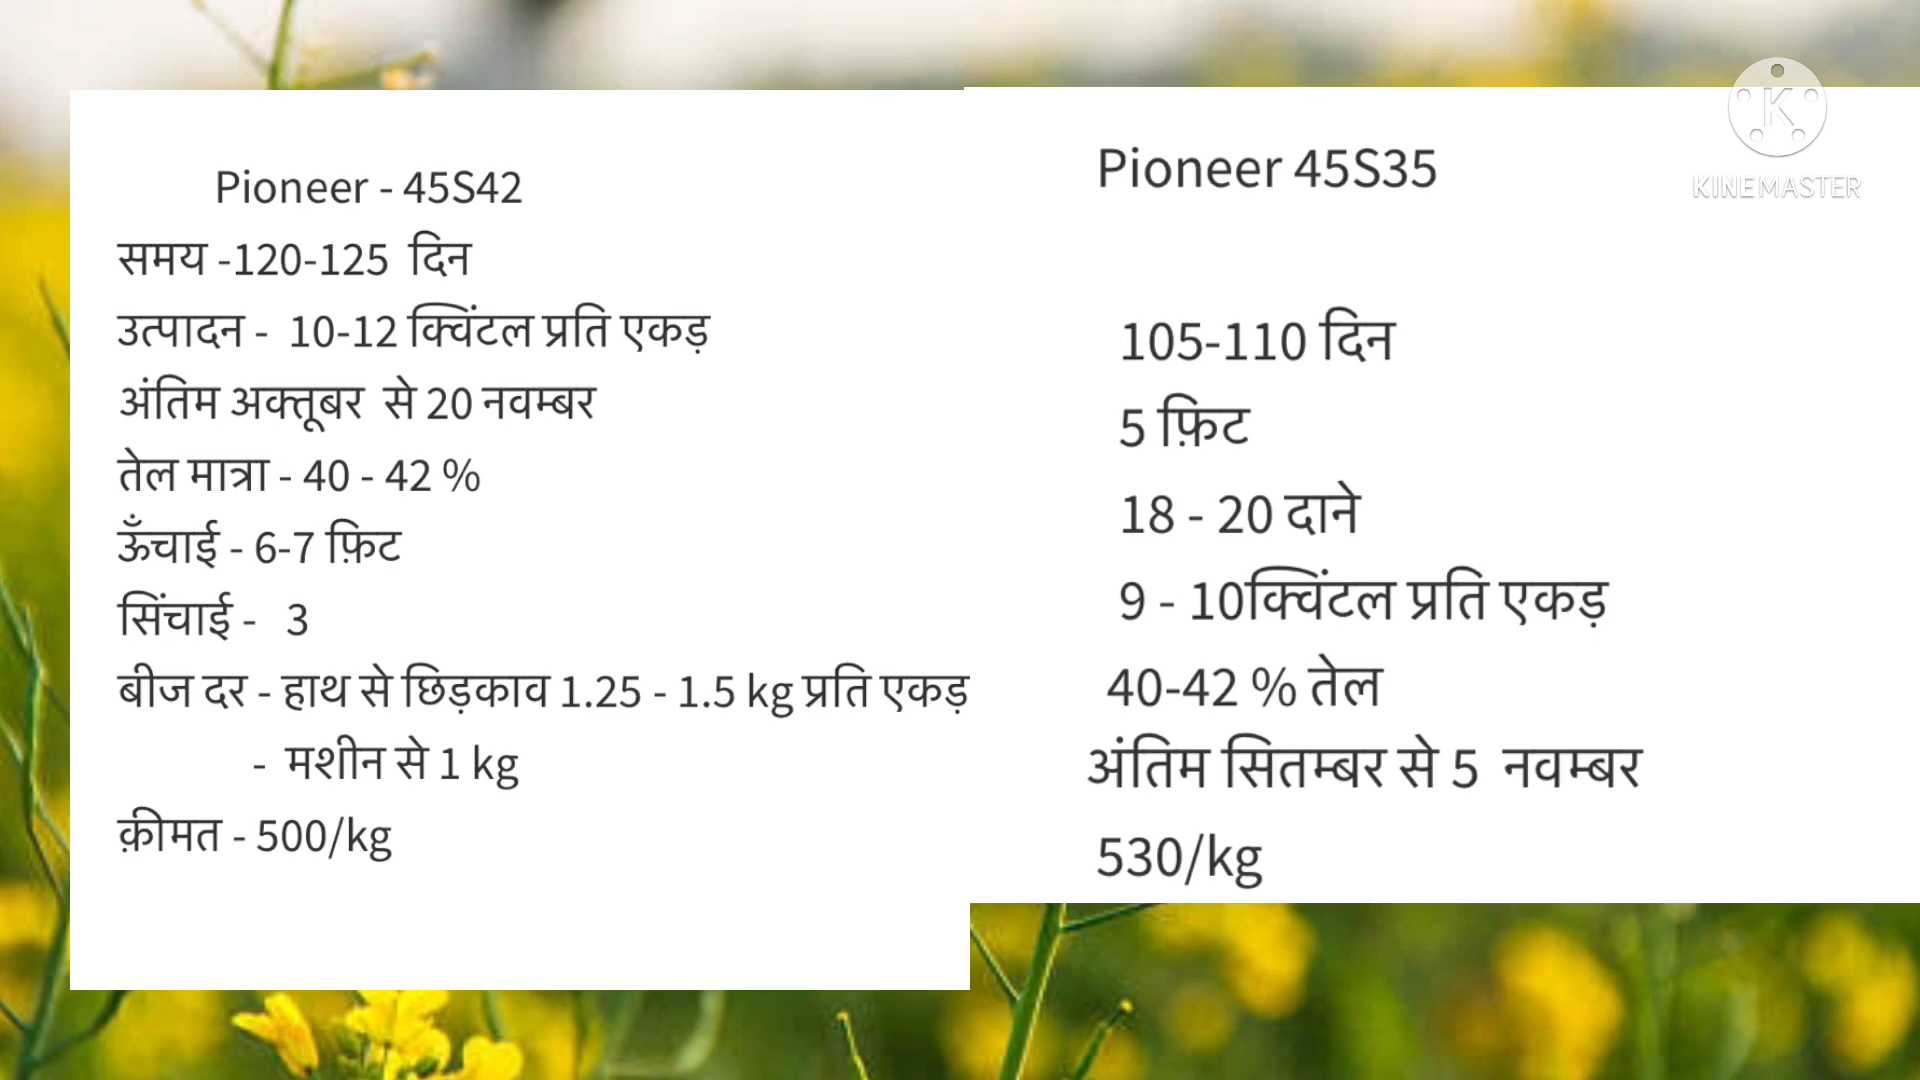 Pioneer - 45S42
समय -120-125 दिन
उत्पादन - 10-12 क्विंटल प्रति एकड़
अंतिम अक्तूबर से 20 नवम्बर
तेल मात्रा - 40 - 42 %
ऊँचाई - 6-7 फ़िट
सिंचाई - 3
बीज दर - हाथ से छिड़काव 1.25 - 1.5 kg प्रति एकड़
- मशीन से 1 kg
क़ीमत - 500/kg
Pioneer 45S35
105-110 दिन
5 फ़िट
18 - 20 दाने
9 - 10क्विंटल प्रति एकड़
40-42 % तेल
अंतिम सितम्बर से 5 नवम्बर
530/kg
K
KINEMASTER